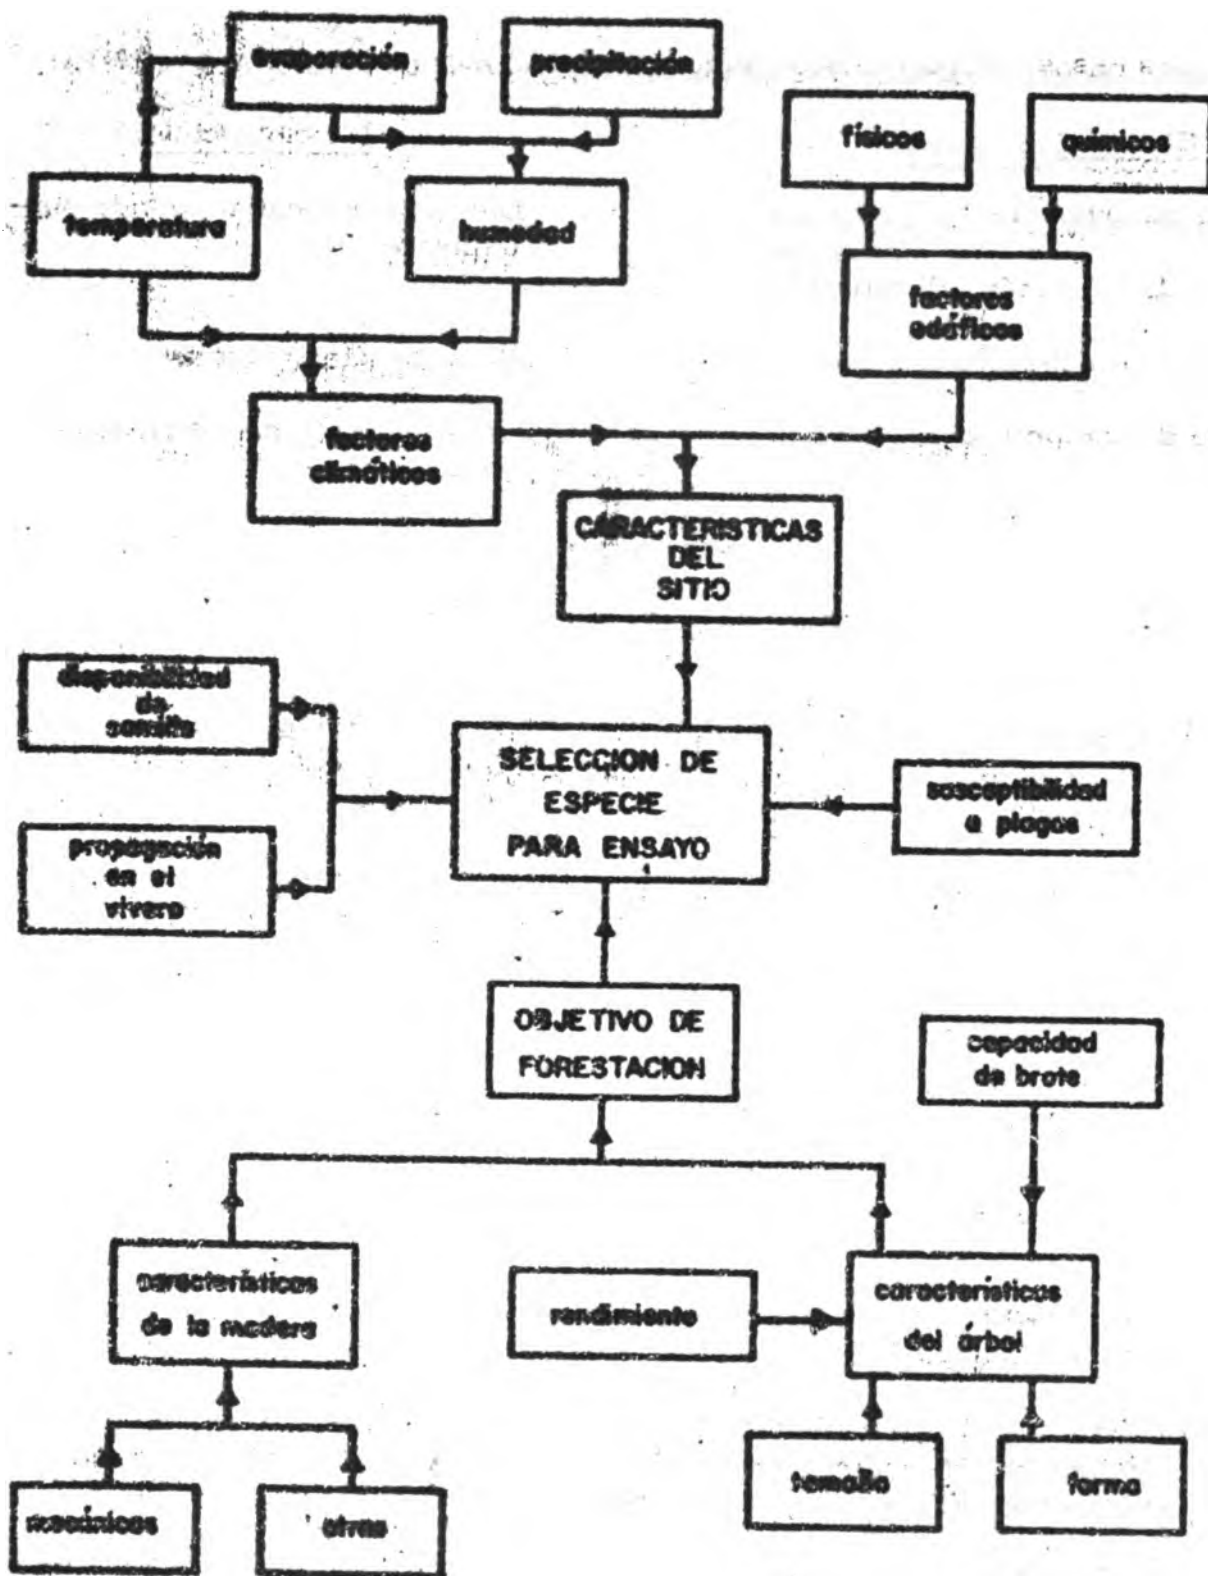 evaporación
precipitación
físicos
químicos
temperatura
humedad
factores
edáficos
factores
climáticos
CARACTERISTICAS
DEL
SITIO
disponibilidad
de
semilla
SELECCION DE
ESPECIE
PARA ENSAYO
susceptibilidad
a plagas
propagación
en el
vivero
OBJETIVO DE
FORESTACION
capacidad
de brote
características
de la madera
rendimiento
características
del árbol
mecánicas
otras
tamaño
forma